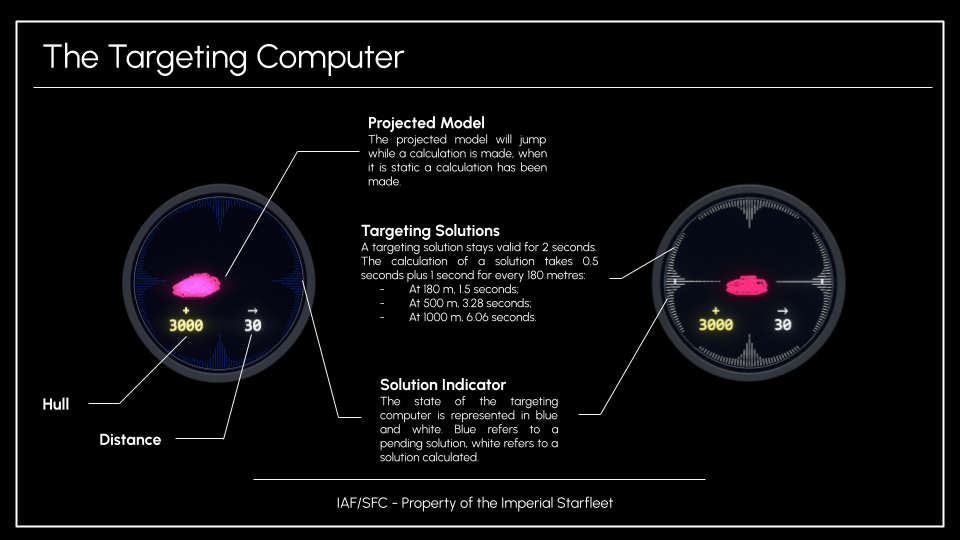 The Targeting Computer
Projected Model
The projected model will jump
while a calculation is made, when
it is static a calculation has been
made.
Targeting Solutions
A targeting solution stays valid for 2 seconds.
The calculation of a solution takes 0.5
seconds plus 1 second for every 180 metres:
- At 180 m, 1.5 seconds;
- At 500 m, 3.28 seconds;
- At 1000 m, 6.06 seconds.
+ →
3000 30
+ →
3000 30
Solution Indicator
The state of the targeting
computer is represented in blue
and white. Blue refers to a
pending solution, white refers to a
solution calculated.
Hull
Distance
IAF/SFC - Property of the Imperial Starfleet